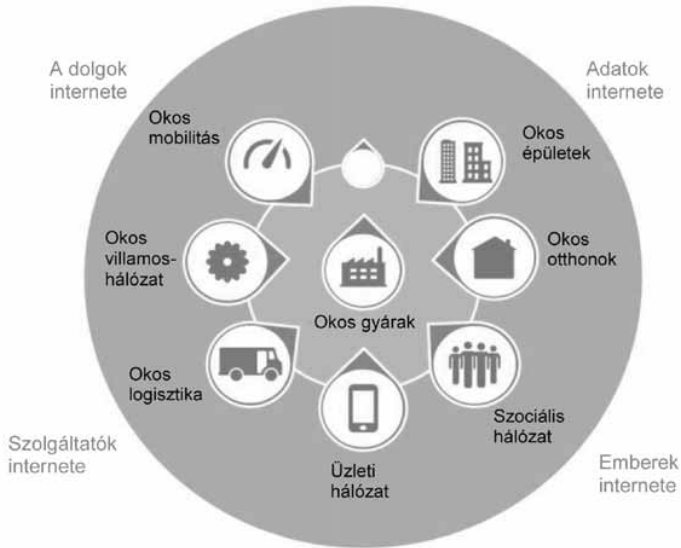 A dolgok
internete
Adatok
internete
Okos
mobilitás
Okos
épületek
Okos
villamos-
hálózat
Okos
otthonok
Okos gyárak
Okos
logisztika
Szociális
hálózat
Üzleti
hálózat
Szolgáltatók
internete
Emberek
internete